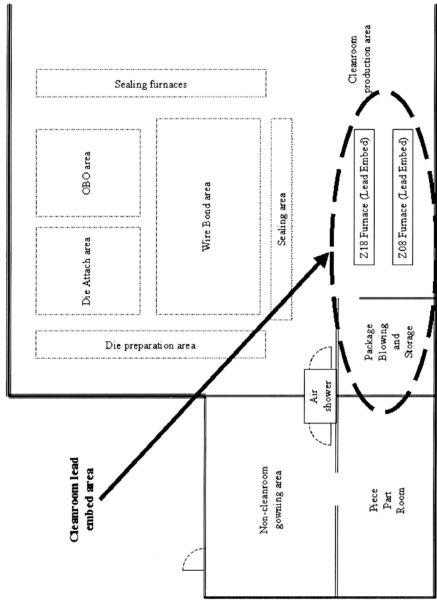 Cleanroom lead
embed area
Sealing furnaces
OBO area
Die Attach area
Wire Bond area
Die preparation area
Sealing area
Cleanroom
production area
Z18 Furnace (Lead Embed)
Z08 Furnace (Lead Embed)
Package
Blowing
and
Storage
Air
shower
Non-cleanroom
gowning area
Piece
Part
Room